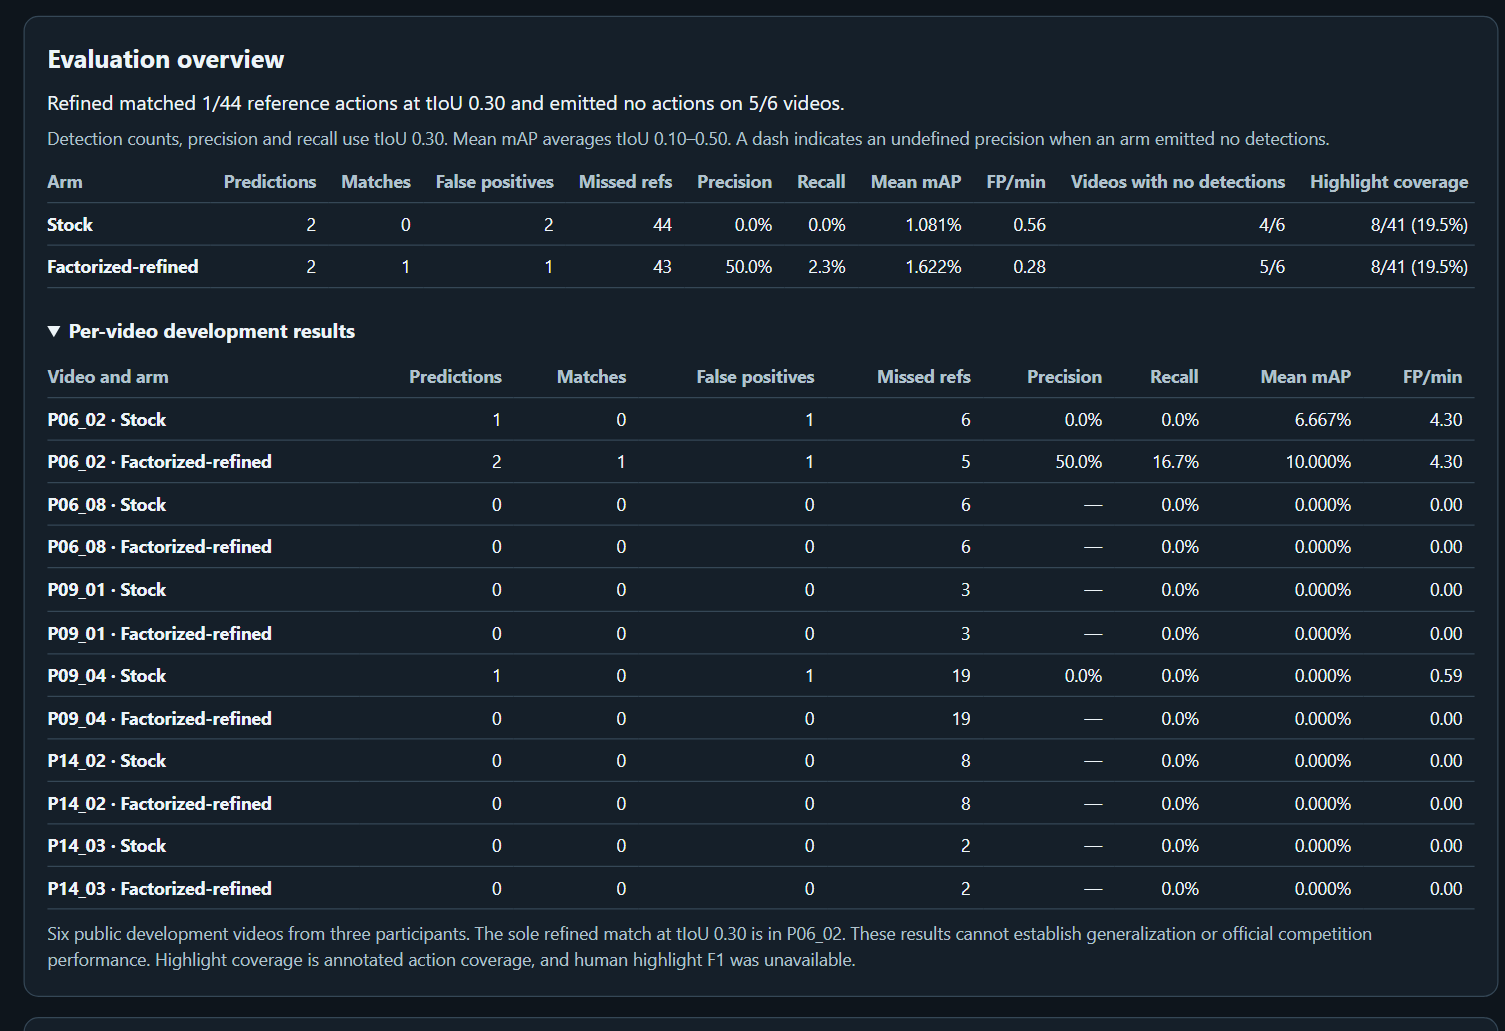 Evaluation overview
Refined matched 1/44 reference actions at tIoU 0.30 and emitted no actions on 5/6 videos.
Detection counts, precision and recall use tIoU 0.30. Mean mAP averages tIoU 0.10–0.50. A dash indicates an undefined precision when an arm emitted no detections.
Arm Predictions Matches False positives Missed refs Precision Recall Mean mAP FP/min Videos with no detections Highlight coverage
Stock 2 0 2 44 0.0% 0.0% 1.081% 0.56 4/6 8/41 (19.5%)
Factorized-refined 2 1 1 43 50.0% 2.3% 1.622% 0.28 5/6 8/41 (19.5%)
▼ Per-video development results
Video and arm Predictions Matches False positives Missed refs Precision Recall Mean mAP FP/min
P06_02 · Stock 1 0 1 6 0.0% 0.0% 6.667% 4.30
P06_02 · Factorized-refined 2 1 1 5 50.0% 16.7% 10.000% 4.30
P06_08 · Stock 0 0 0 6 — 0.0% 0.000% 0.00
P06_08 · Factorized-refined 0 0 0 6 — 0.0% 0.000% 0.00
P09_01 · Stock 0 0 0 3 — 0.0% 0.000% 0.00
P09_01 · Factorized-refined 0 0 0 3 — 0.0% 0.000% 0.00
P09_04 · Stock 1 0 1 19 0.0% 0.0% 0.000% 0.59
P09_04 · Factorized-refined 0 0 0 19 — 0.0% 0.000% 0.00
P14_02 · Stock 0 0 0 8 — 0.0% 0.000% 0.00
P14_02 · Factorized-refined 0 0 0 8 — 0.0% 0.000% 0.00
P14_03 · Stock 0 0 0 2 — 0.0% 0.000% 0.00
P14_03 · Factorized-refined 0 0 0 2 — 0.0% 0.000% 0.00
Six public development videos from three participants. The sole refined match at tIoU 0.30 is in P06_02. These results cannot establish generalization or official competition
performance. Highlight coverage is annotated action coverage, and human highlight F1 was unavailable.